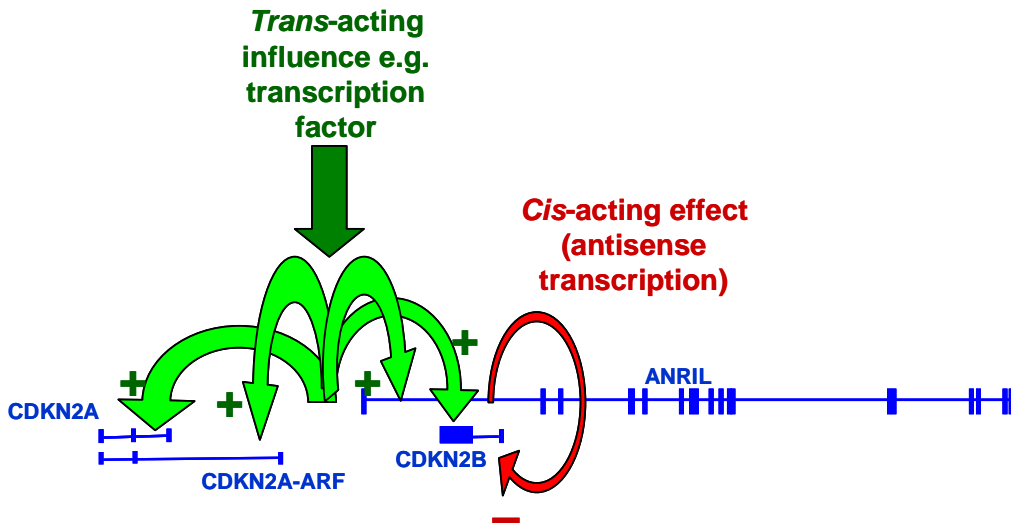 Trans-acting
influence e.g.
transcription
factor
Cis-acting effect
(antisense
transcription)
+
+
+
+
ANRIL
CDKN2A
CDKN2B
CDKN2A-ARF
–